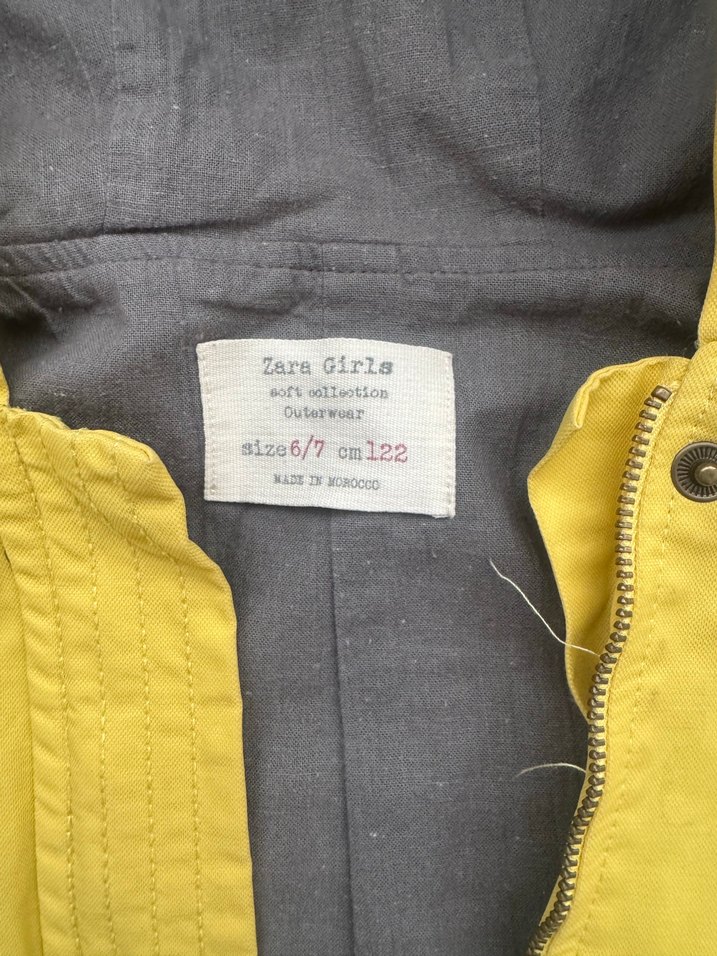 Zara Girls
soft collection
Outerwear
size 6/7 cm 122
MADE IN MOROCCO